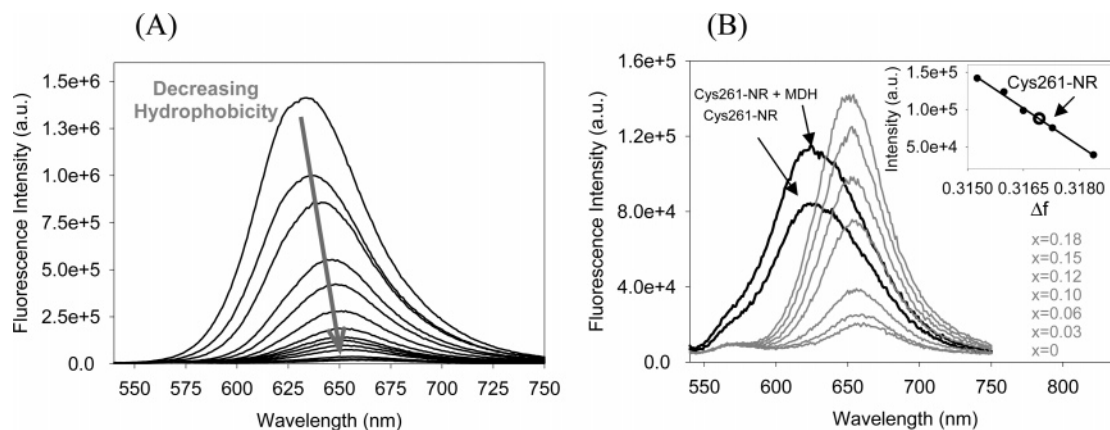 (A)
Fluorescence Intensity (a.u.)
1.5e+6
1.3e+6
1.0e+6
7.5e+5
5.0e+5
2.5e+5
0.0
Decreasing
Hydrophobicity
550 575 600 625 650 675 700 725 750
Wavelength (nm)
(B)
Fluorescence Intensity (a.u.)
1.6e+5
1.2e+5
8.0e+4
4.0e+4
0.0
Cys261-NR + MDH
Cys261-NR
550 600 650 700 750 800
Wavelength (nm)
Intensity (a.u.)
1.5e+5
1.0e+5
5.0e+4
Cys261-NR
0.3150 0.3165 0.3180
Δf
x=0.18
x=0.15
x=0.12
x=0.10
x=0.06
x=0.03
x=0